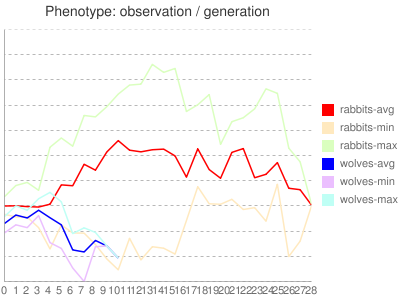 Phenotype: observation / generation
rabbits-avg
rabbits-min
rabbits-max
wolves-avg
wolves-min
wolves-max
0 1 2 3 4 5 6 7 8 9 10 11 12 13 14 15 16 17 18 19 20 21 22 23 24 25 26 27 28